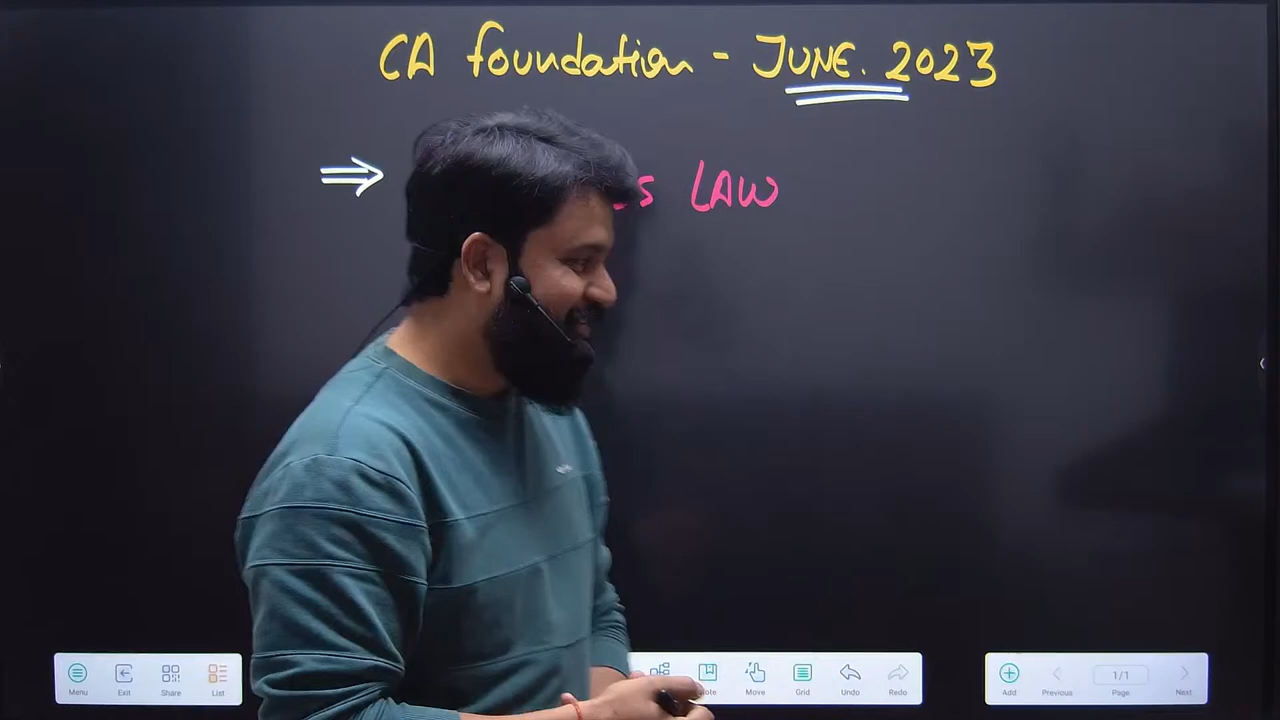 CA foundation - JUNE. 2023
⇒ s LAW
Menu Exit Share List Move Grid Undo Redo Add Previous 1/1 Page Next